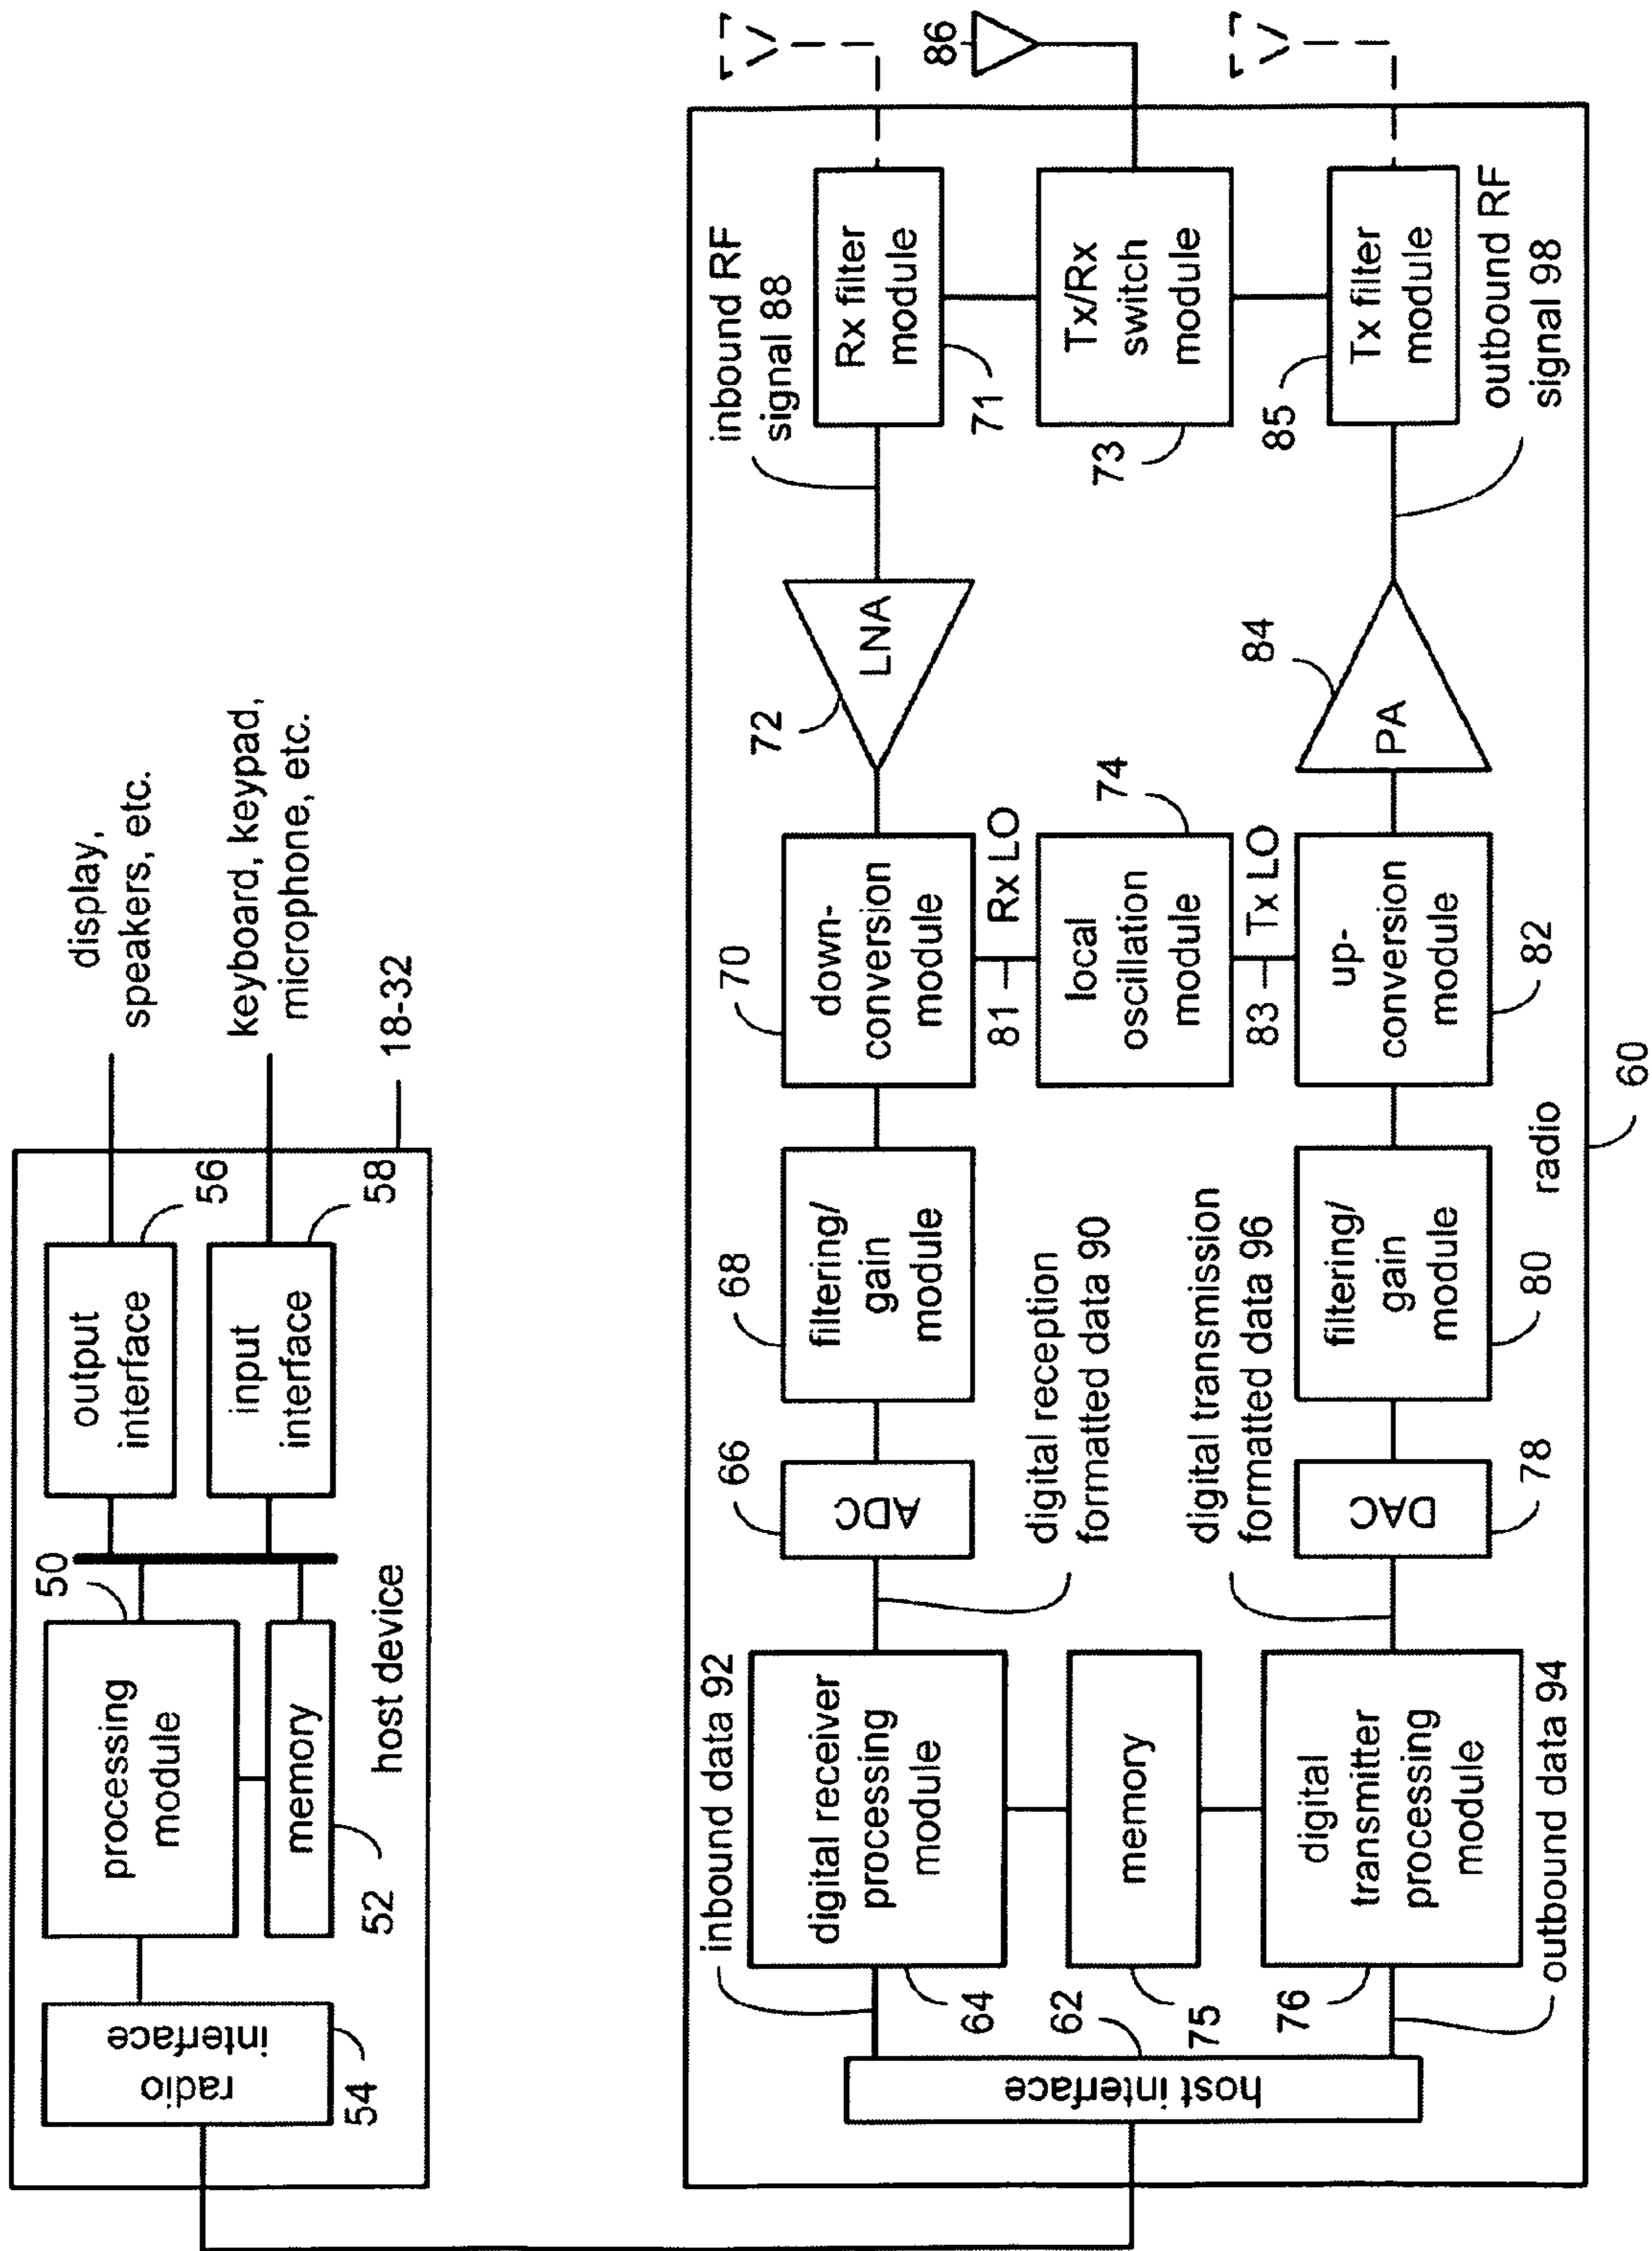 display,
speakers, etc.
keyboard, keypad,
microphone, etc.
18-32
output
interface
56
input
interface
58
50
processing
module
memory
52
host device
radio
interface
54
86
inbound RF
signal 88
Rx filter
module
71
Tx/Rx
switch
module
73
Tx filter
module
85
outbound RF
signal 98
LNA
72
PA
84
70
down-
conversion
module
81
Rx LO
local
oscillation
module
74
83
Tx LO
up-
conversion
module
82
68
filtering/
gain
module
filtering/
gain
module
80
radio
60
66
ADC
digital reception
formatted data 90
digital transmission
formatted data 96
DAC
78
inbound data 92
digital receiver
processing
module
64
memory
75
62
digital
transmitter
processing
module
76
outbound data 94
host interface